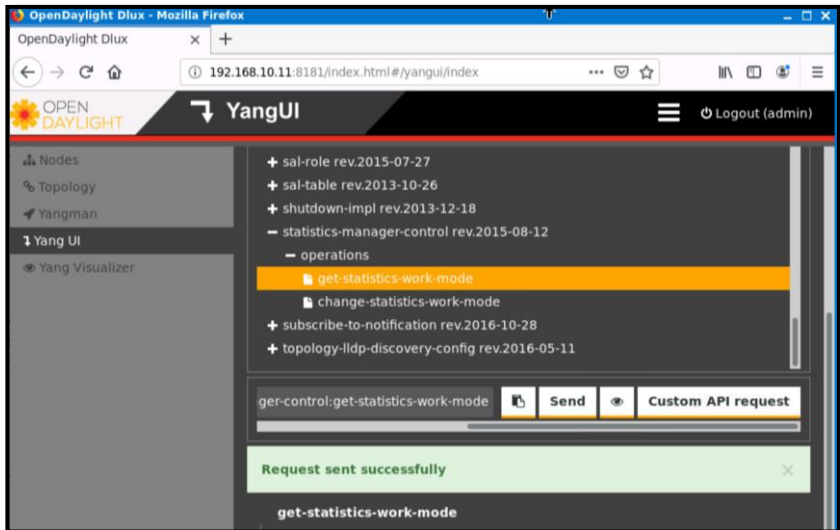 OpenDaylight Dlux - Mozilla Firefox
OpenDaylight Dlux
192.168.10.11:8181/index.html#/yangui/index
OPEN
DAYLIGHT
YangUI
Logout (admin)
Nodes
Topology
Yangman
Yang UI
Yang Visualizer
sal-role rev.2015-07-27
sal-table rev.2013-10-26
shutdown-impl rev.2013-12-18
statistics-manager-control rev.2015-08-12
operations
get-statistics-work-mode
change-statistics-work-mode
subscribe-to-notification rev.2016-10-28
topology-lldp-discovery-config rev.2016-05-11
ger-control:get-statistics-work-mode
Send
Custom API request
Request sent successfully
get-statistics-work-mode